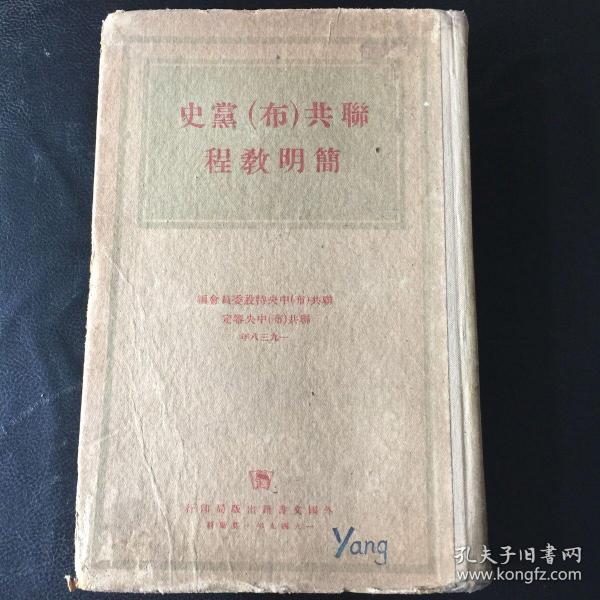 聯共(布)黨史
簡明教程
聯共(布)中央特設委員會編
聯共(布)中央審定
一九三八年
外國文書籍出版局印行
一九四九年·莫斯科
Yang
孔夫子旧书网
www.kongfz.com